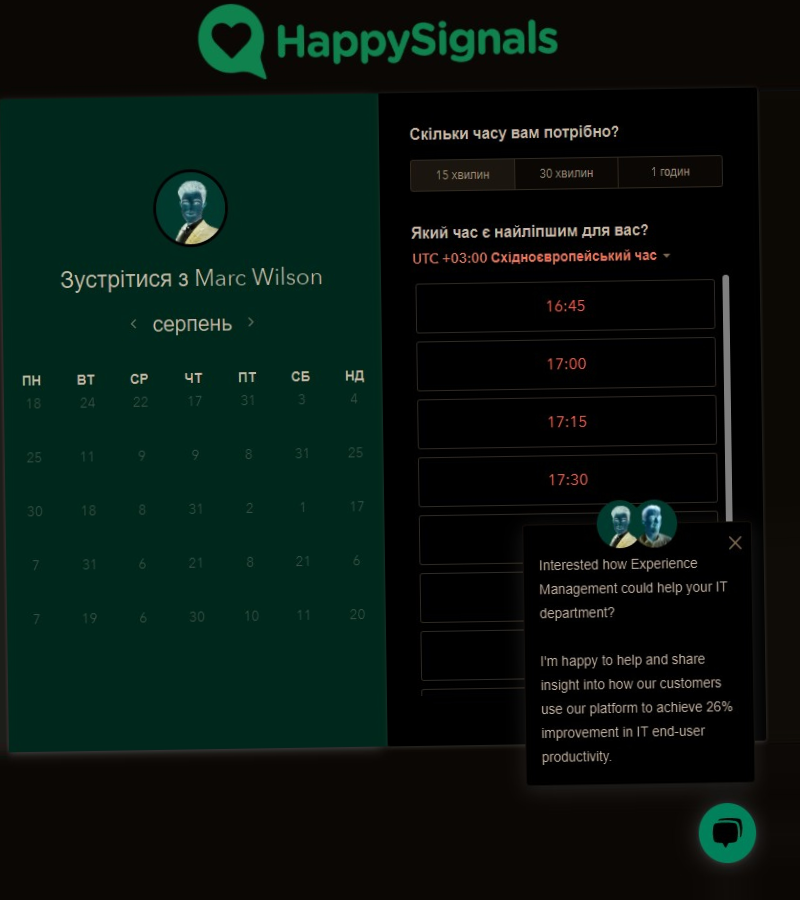 HappySignals
Зустрітися з Marc Wilson
серпень
ПН ВТ СР ЧТ ПТ СБ НД
18 24 22 17 31 3 4
25 11 9 9 8 31 25
30 18 8 31 2 1 17
7 31 6 21 8 21 6
7 19 6 30 10 11 20
Скільки часу вам потрібно?
15 хвилин 30 хвилин 1 годин
Який час є найліпшим для вас?
UTC +03:00 Східноєвропейський час
16:45
17:00
17:15
17:30
Interested how Experience
Management could help your IT
department?
I'm happy to help and share
insight into how our customers
use our platform to achieve 26%
improvement in IT end-user
productivity.